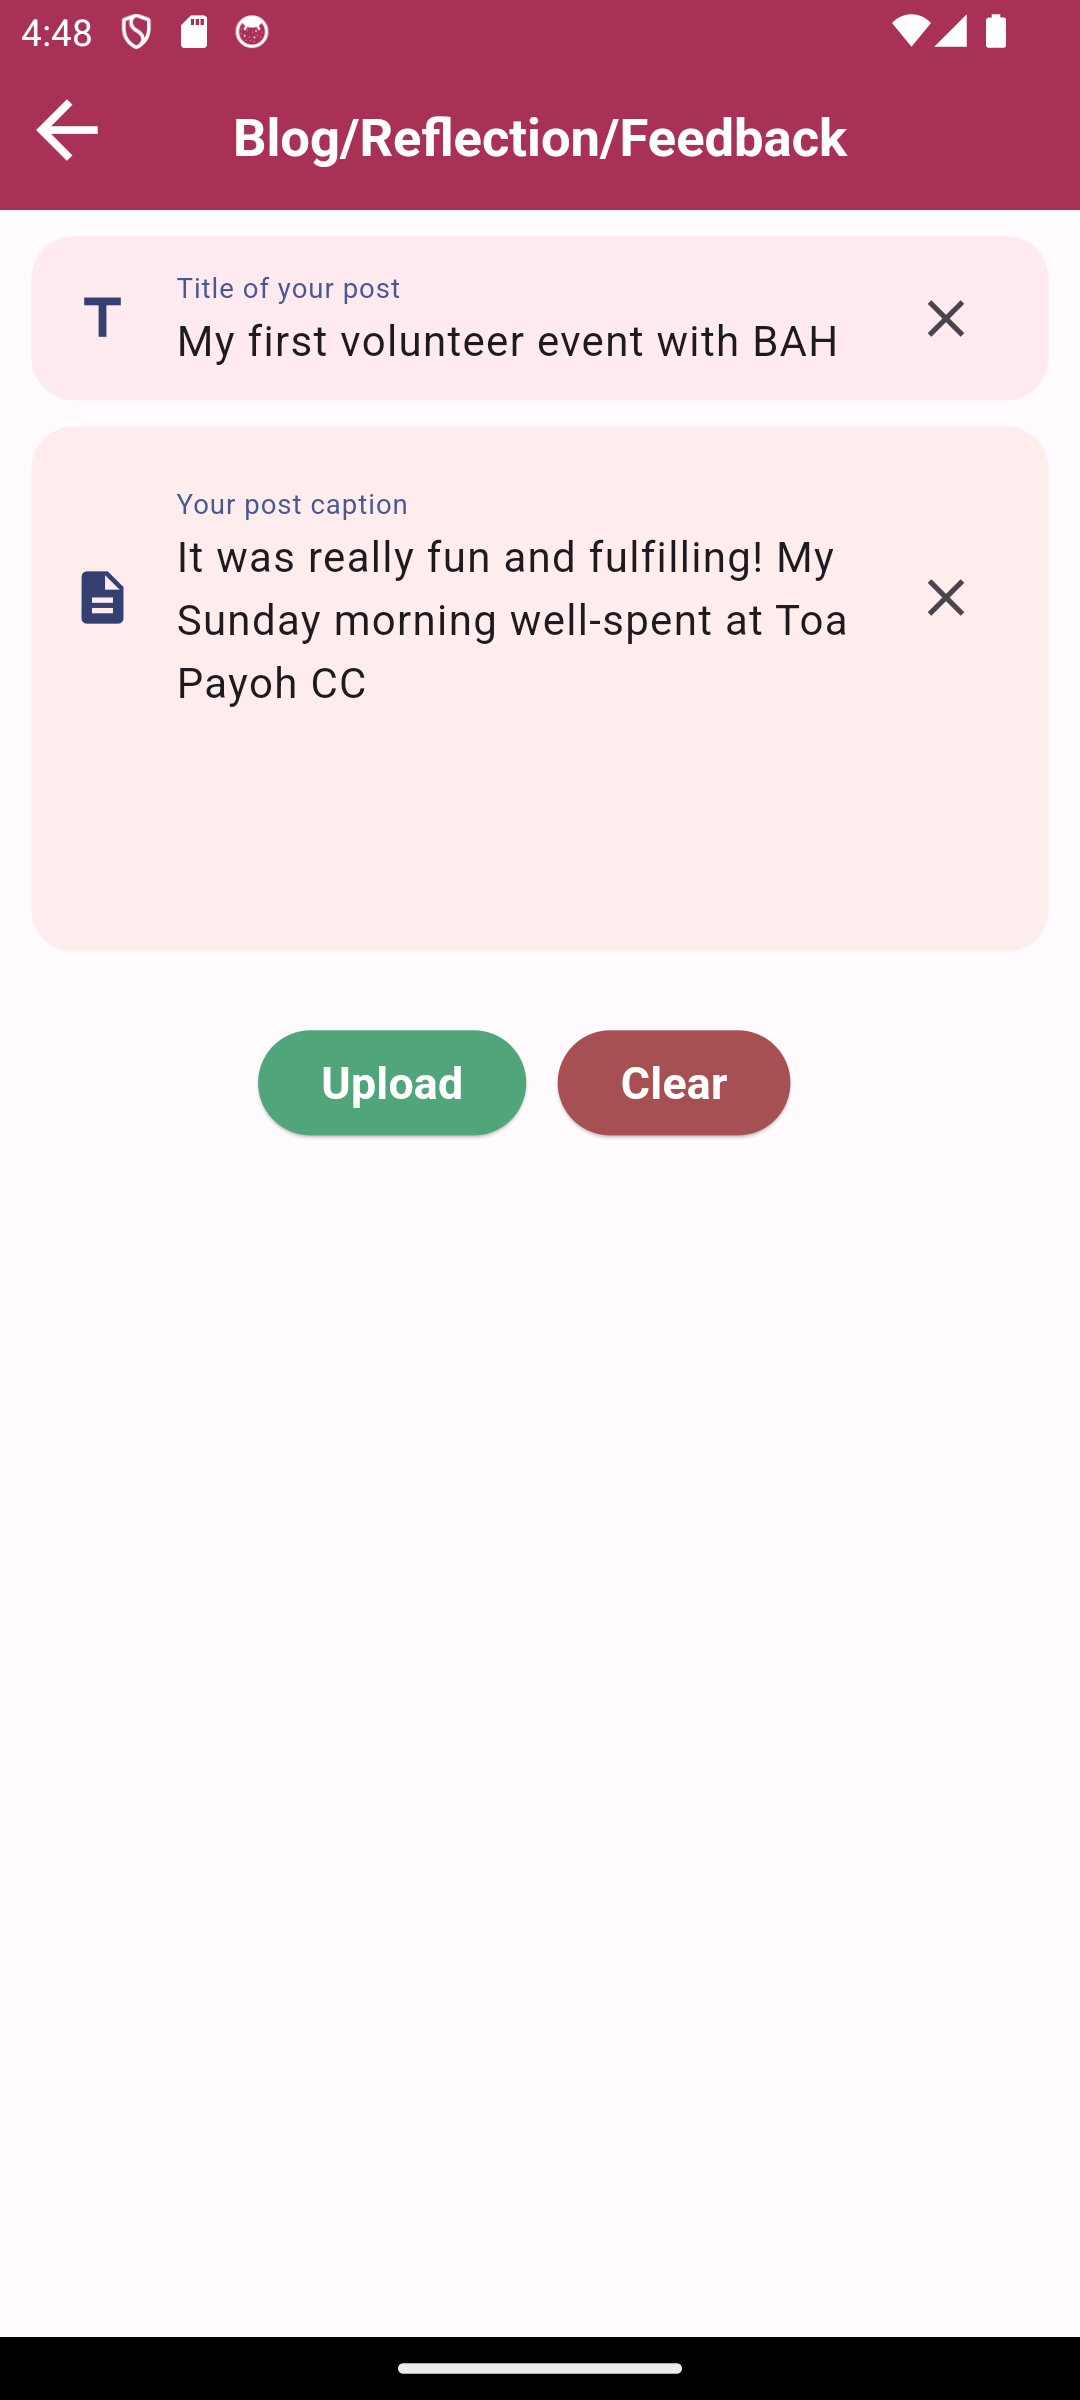 4:48
Blog/Reflection/Feedback
Title of your post
My first volunteer event with BAH
Your post caption
It was really fun and fulfilling! My
Sunday morning well-spent at Toa
Payoh CC
Upload
Clear